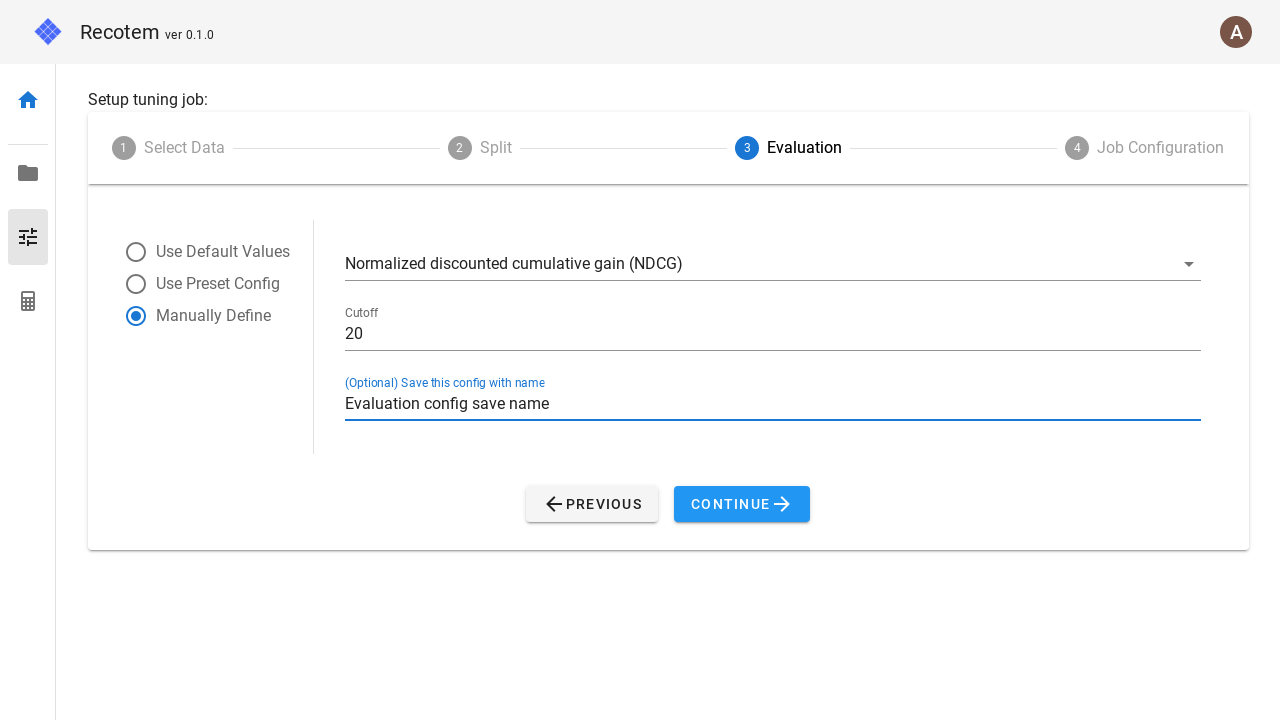 Recotem ver 0.1.0
A
Setup tuning job:
1 Select Data
2 Split
3 Evaluation
4 Job Configuration
Use Default Values
Use Preset Config
Manually Define
Normalized discounted cumulative gain (NDCG)
Cutoff
20
(Optional) Save this config with name
Evaluation config save name
PREVIOUS
CONTINUE